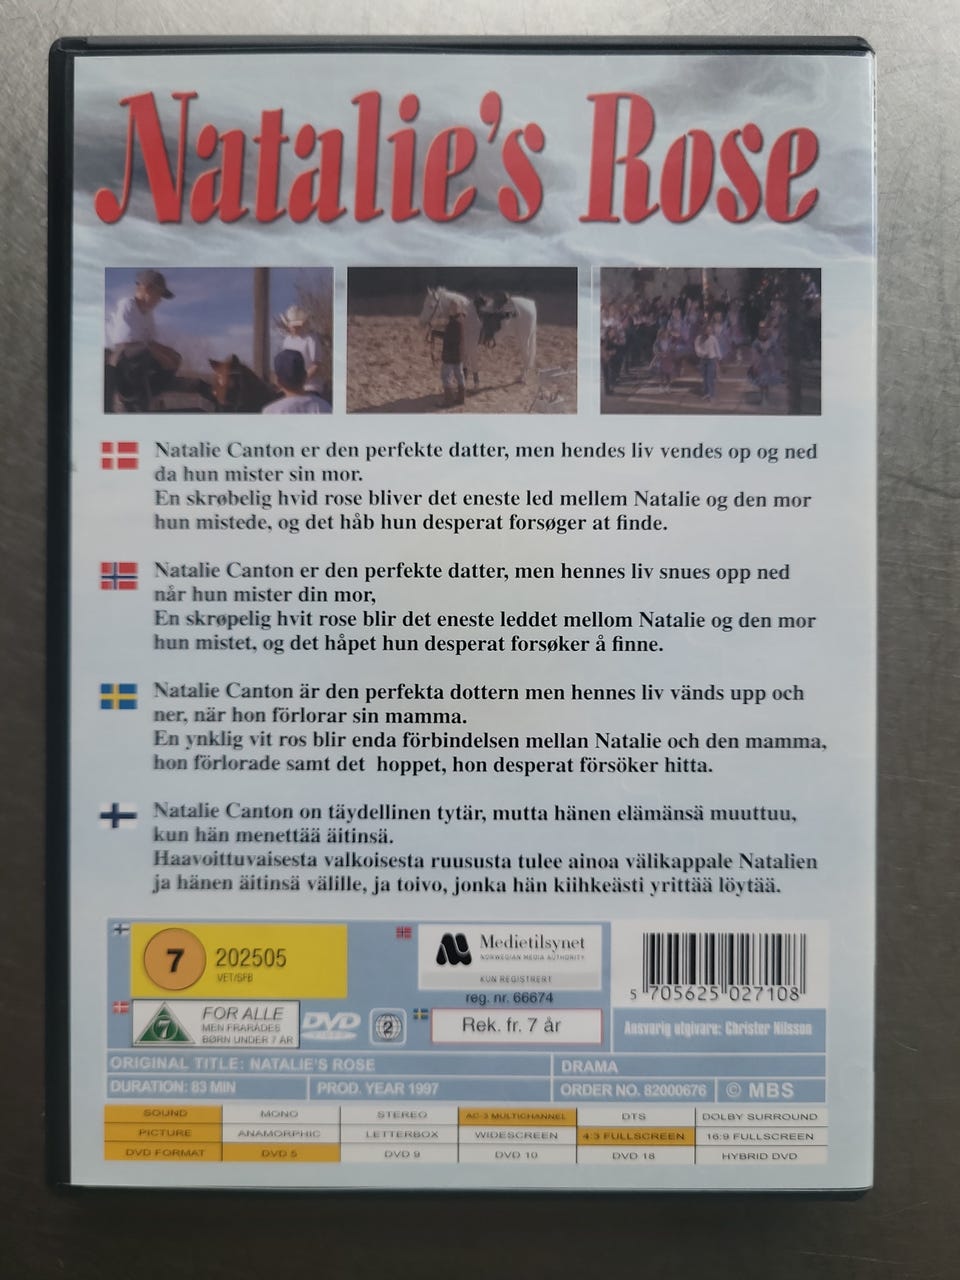 Natalie's Rose
Natalie Canton er den perfekte datter, men hendes liv vendes op og ned
da hun mister sin mor.
En skrøbelig hvid rose bliver det eneste led mellem Natalie og den mor
hun mistede, og det håb hun desperat forsøger at finde.
Natalie Canton er den perfekte datter, men hennes liv snues opp ned
når hun mister din mor,
En skrøpelig hvit rose blir det eneste leddet mellom Natalie og den mor
hun mistet, og det håpet hun desperat forsøker å finne.
Natalie Canton är den perfekta dottern men hennes liv vänds upp och
ner, när hon förlorar sin mamma.
En ynklig vit ros blir enda förbindelsen mellan Natalie och den mamma,
hon förlorade samt det hoppet, hon desperat försöker hitta.
Natalie Canton on täydellinen tytär, mutta hänen elämänsä muuttuu,
kun hän menettää äitinsä.
Haavoittuvaisesta valkoisesta ruususta tulee ainoa välikappale Natalien
ja hänen äitinsä välille, ja toivo, jonka hän kiihkeästi yrittää löytää.
7 202505
VET/SFB
Medietilsynet
NORWEGIAN MEDIA AUTHORITY
KUN REGISTRERT
reg. nr. 66674
5 705625 027108
7 FOR ALLE
MEN FRARÅDES
BØRN UNDER 7 ÅR
DVD
2
Rek. fr. 7 år
Ansvarig utgivare: Christer Nilsson
ORIGINAL TITLE: NATALIE'S ROSE DRAMA
DURATION: 83 MIN PROD. YEAR 1997 ORDER NO. 82000676 © MBS
SOUND MONO STEREO AC-3 MULTICHANNEL DTS DOLBY SURROUND
PICTURE ANAMORPHIC LETTERBOX WIDESCREEN 4:3 FULLSCREEN 16:9 FULLSCREEN
DVD FORMAT DVD 5 DVD 9 DVD 10 DVD 18 HYBRID DVD